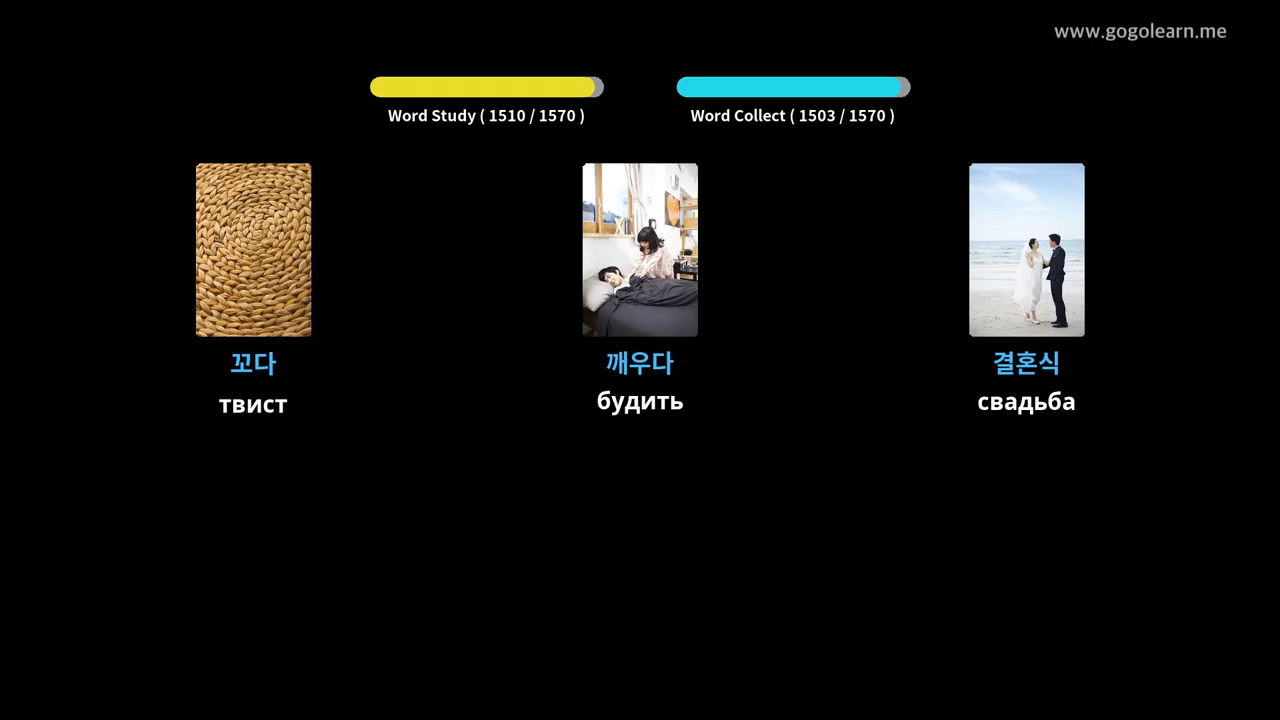 www.gogolearn.me
Word Study ( 1510 / 1570 )
Word Collect ( 1503 / 1570 )
꼬다
твист
깨우다
будить
결혼식
свадьба